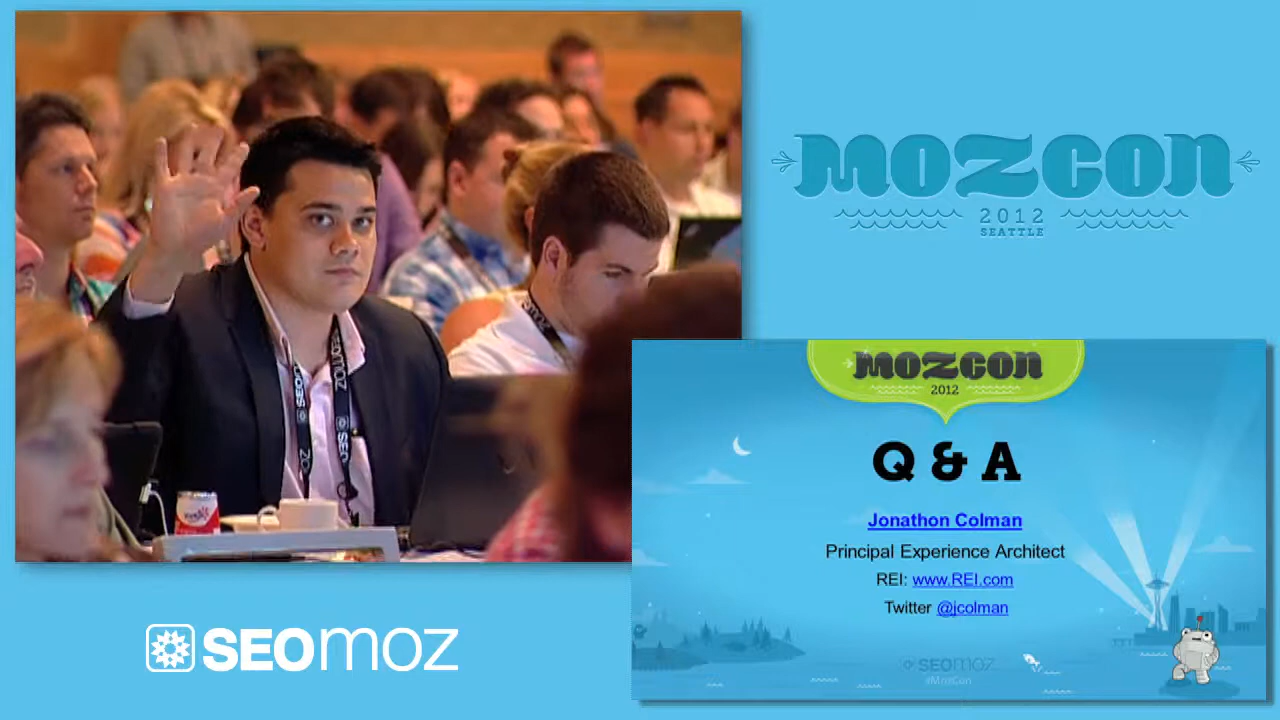 MOZCON
2012
SEATTLE
MOZCON
2012
Q & A
Jonathon Colman
Principal Experience Architect
REI: www.REI.com
Twitter @jcolman
SEOmoz
#MozCon
SEOMOZ
SEOMOZ